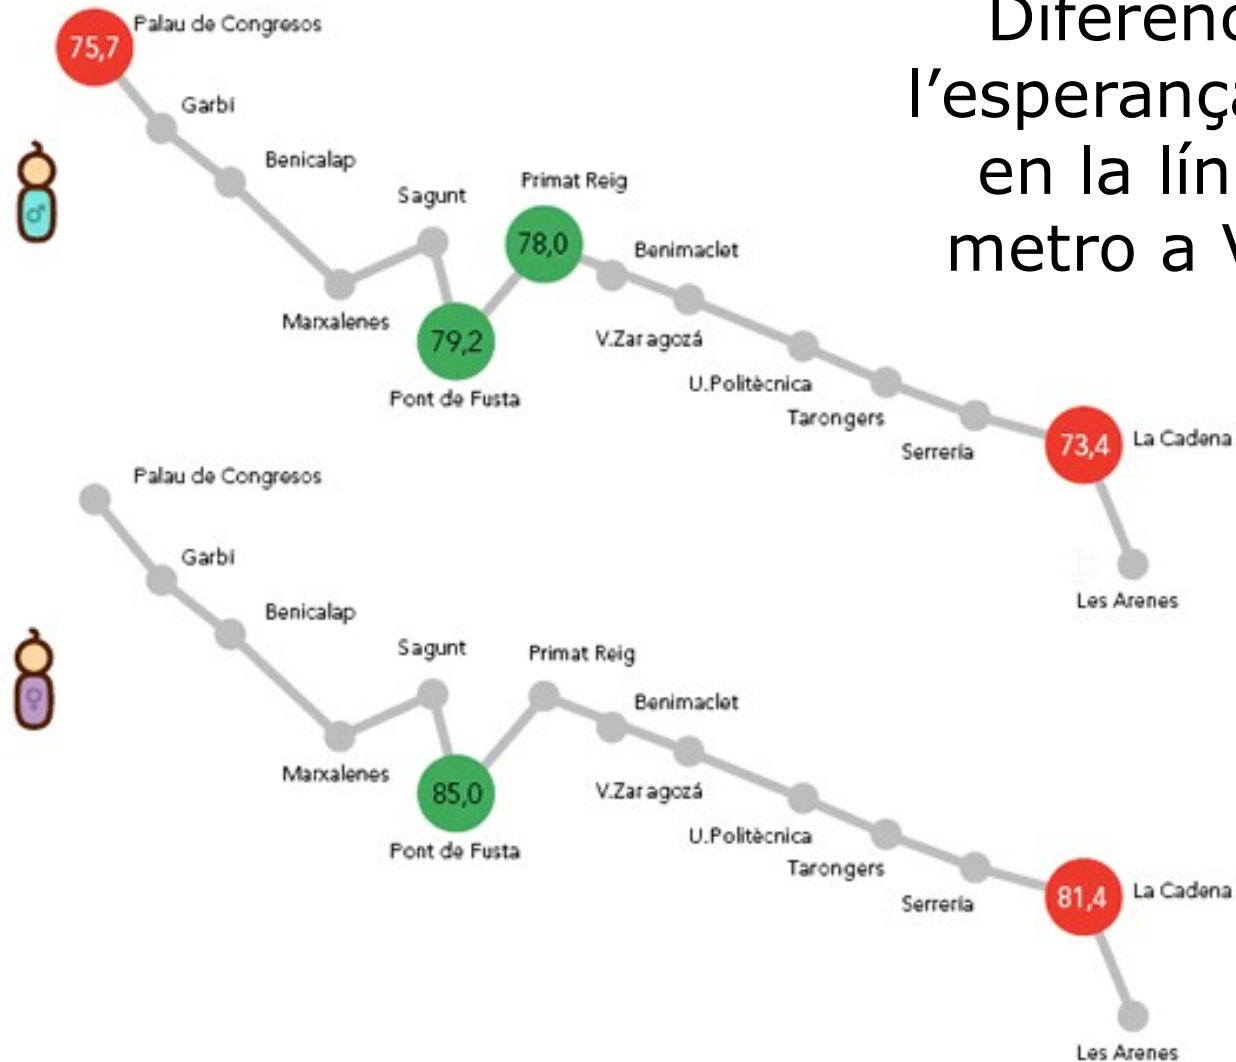 Diferenc
l'esperança
en la lín
metro a V
Palau de Congresos
75,7
Garbí
Benicalap
Sagunt
Primat Reig
78,0
Benimaclet
Marxalenes
79,2
V.Zaragozá
Pont de Fusta
U.Politècnica
Tarongers
Serrería
73,4
La Cadena
Les Arenes
Palau de Congresos
Garbí
Benicalap
Sagunt
Primat Reig
Benimaclet
Marxalenes
85,0
V.Zaragozá
Pont de Fusta
U.Politècnica
Tarongers
Serrería
81,4
La Cadena
Les Arenes